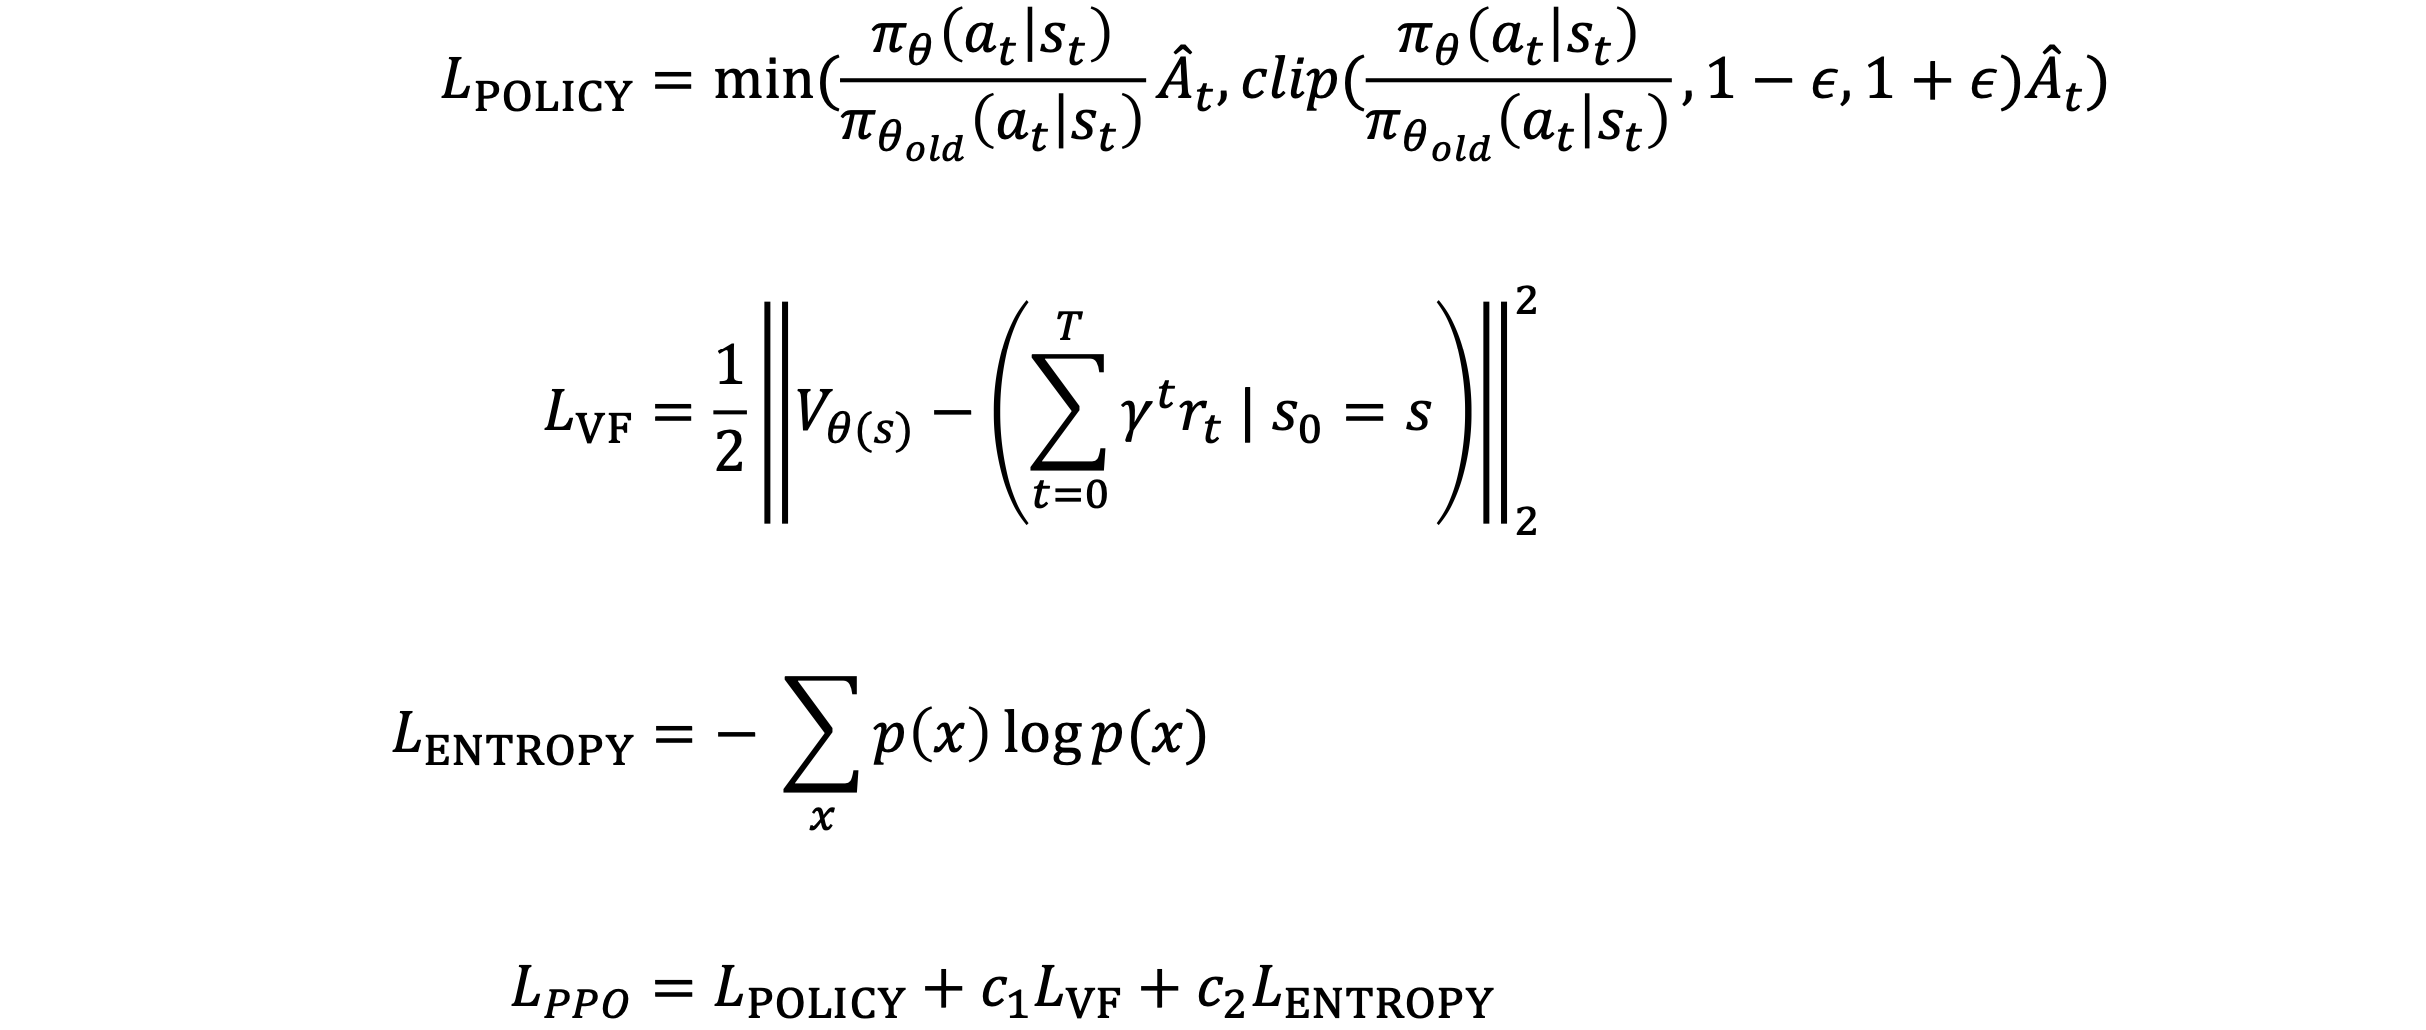 L_POLICY = min(π_θ(a_t|s_t)/π_θ_old(a_t|s_t) Â_t, clip(π_θ(a_t|s_t)/π_θ_old(a_t|s_t), 1 − ϵ, 1 + ϵ)Â_t)
L_VF = 1/2 ‖V_θ(s) − (∑_{t=0}^{T} γ^t r_t | s_0 = s)‖_2^2
L_ENTROPY = − ∑_x p(x) log p(x)
L_PPO = L_POLICY + c_1 L_VF + c_2 L_ENTROPY